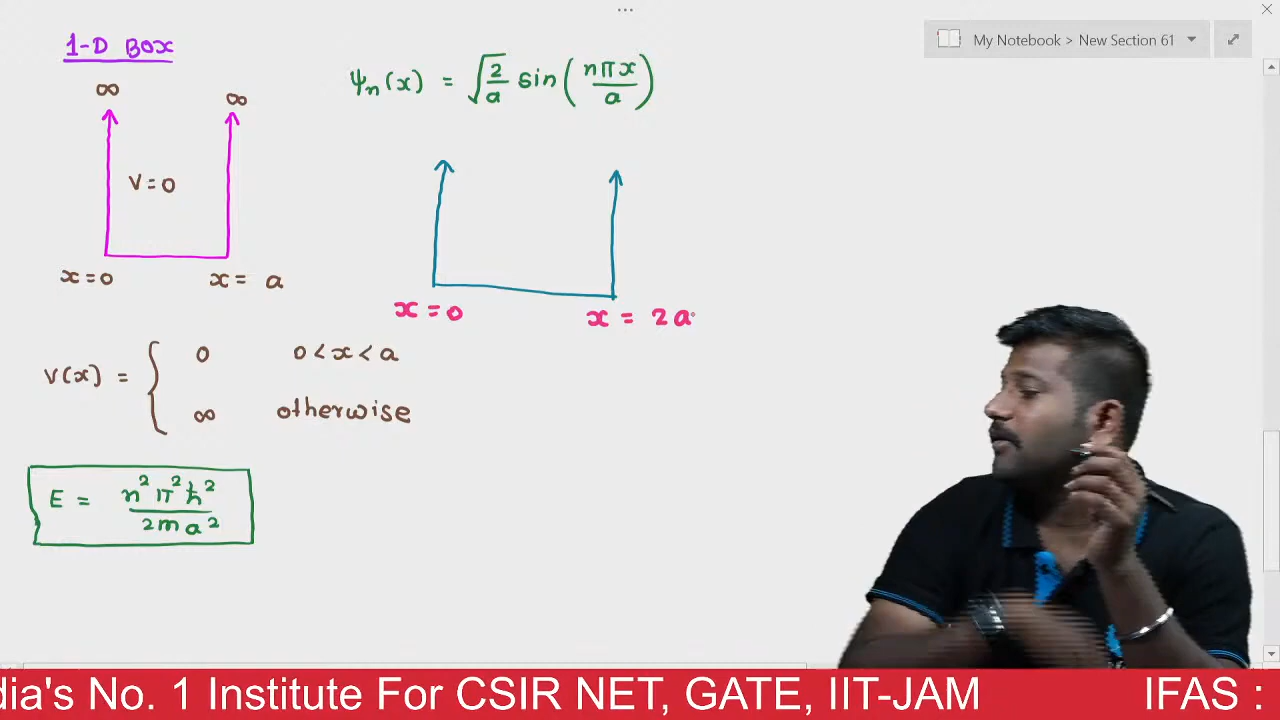 My Notebook > New Section 61
1-D BOX
∞ ∞
V=0
x=0 x= a
ψn(x) = √2/a sin (nπx/a)
x=0 x= 2a
V(x) = { 0 0<x<a
∞ otherwise
E = n²π²ħ²/2ma²
dia's No. 1 Institute For CSIR NET, GATE, IIT-JAM IFAS :